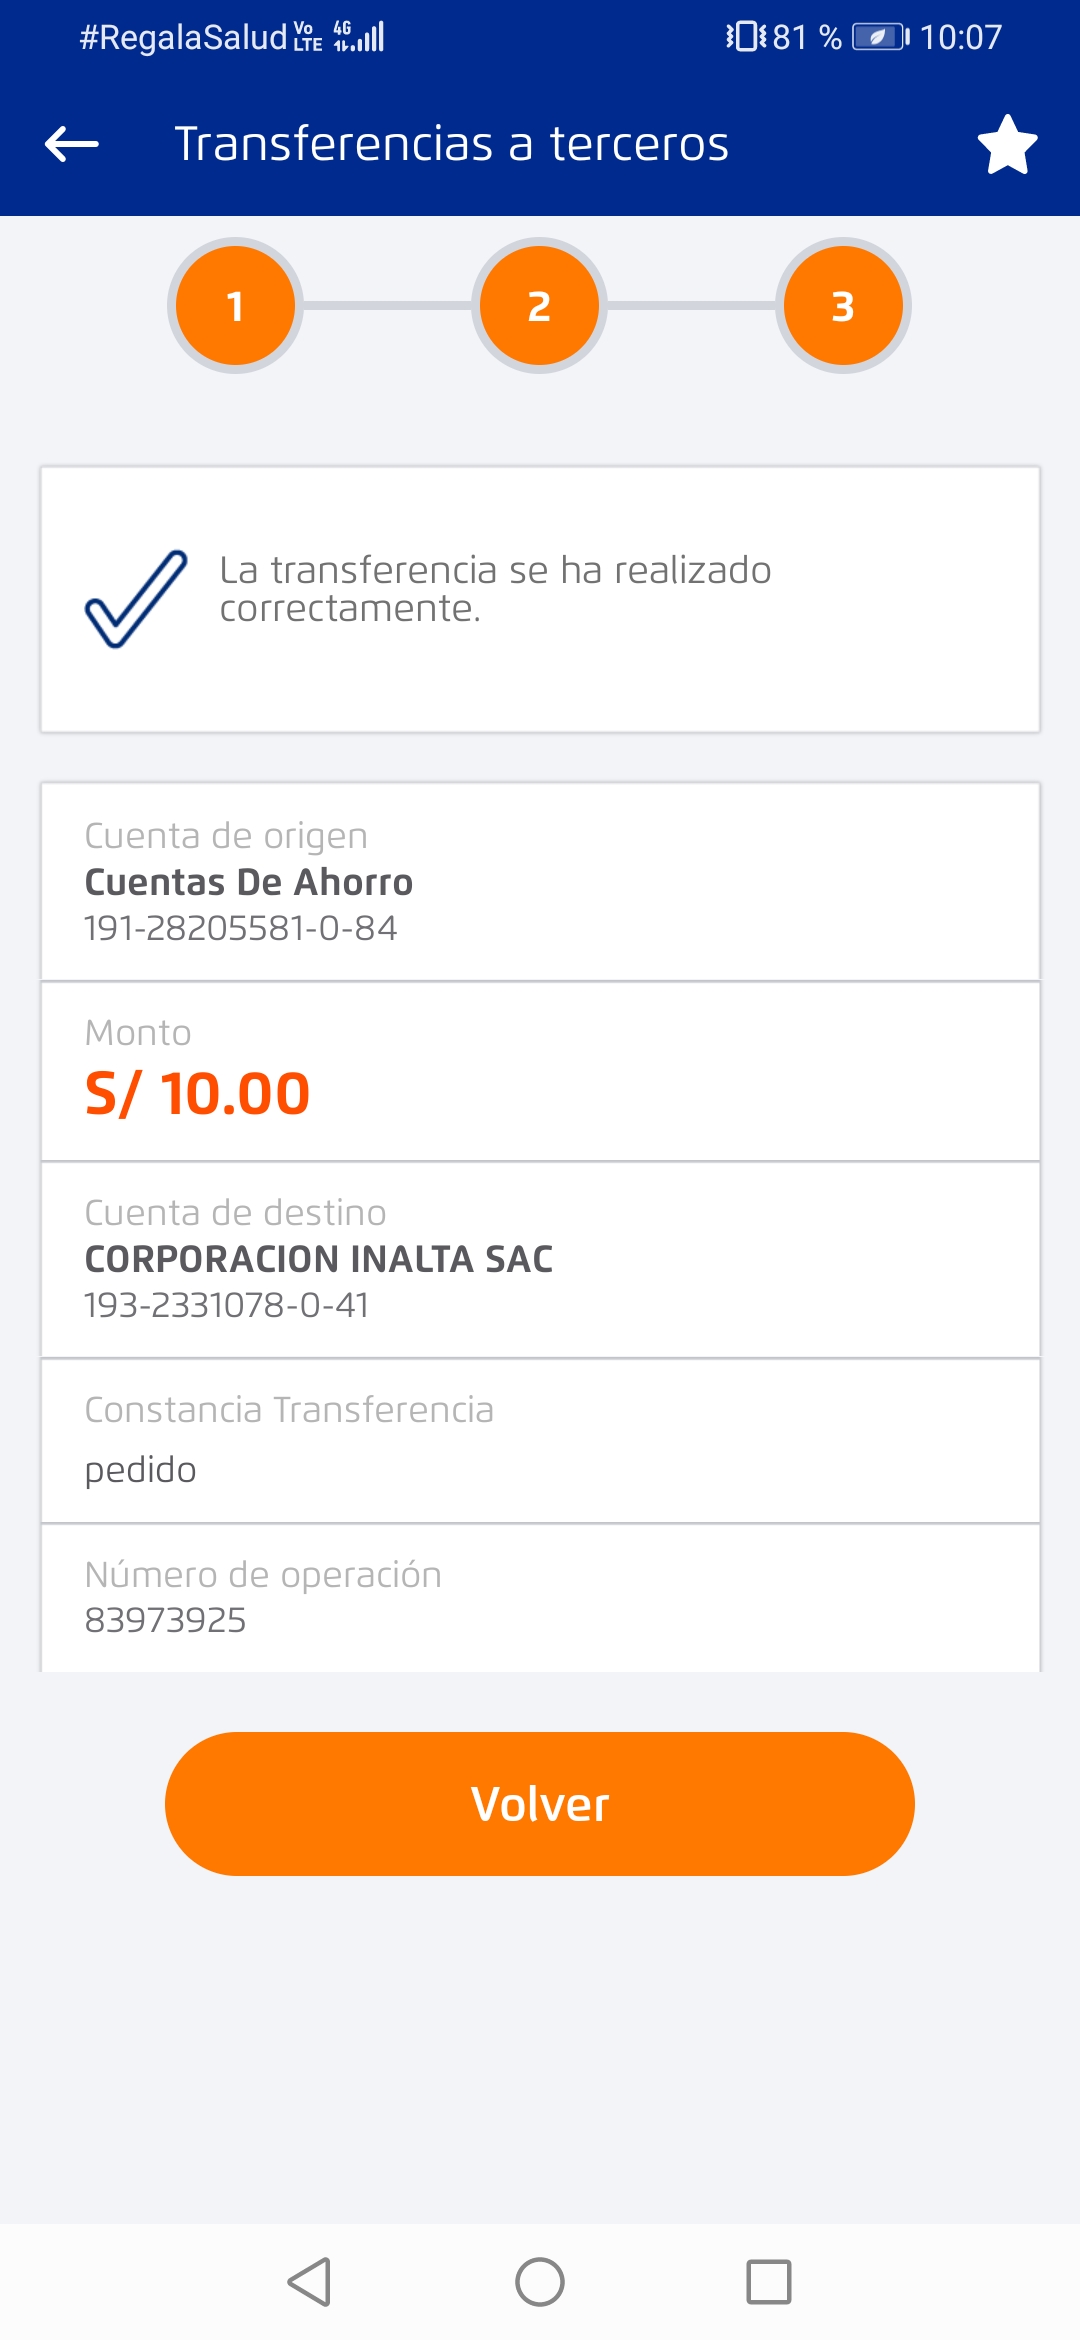 #RegalaSalud Vo LTE 4G 81 % 10:07
Transferencias a terceros
1 2 3
La transferencia se ha realizado
correctamente.
Cuenta de origen
Cuentas De Ahorro
191-28205581-0-84
Monto
S/ 10.00
Cuenta de destino
CORPORACION INALTA SAC
193-2331078-0-41
Constancia Transferencia
pedido
Número de operación
83973925
Volver